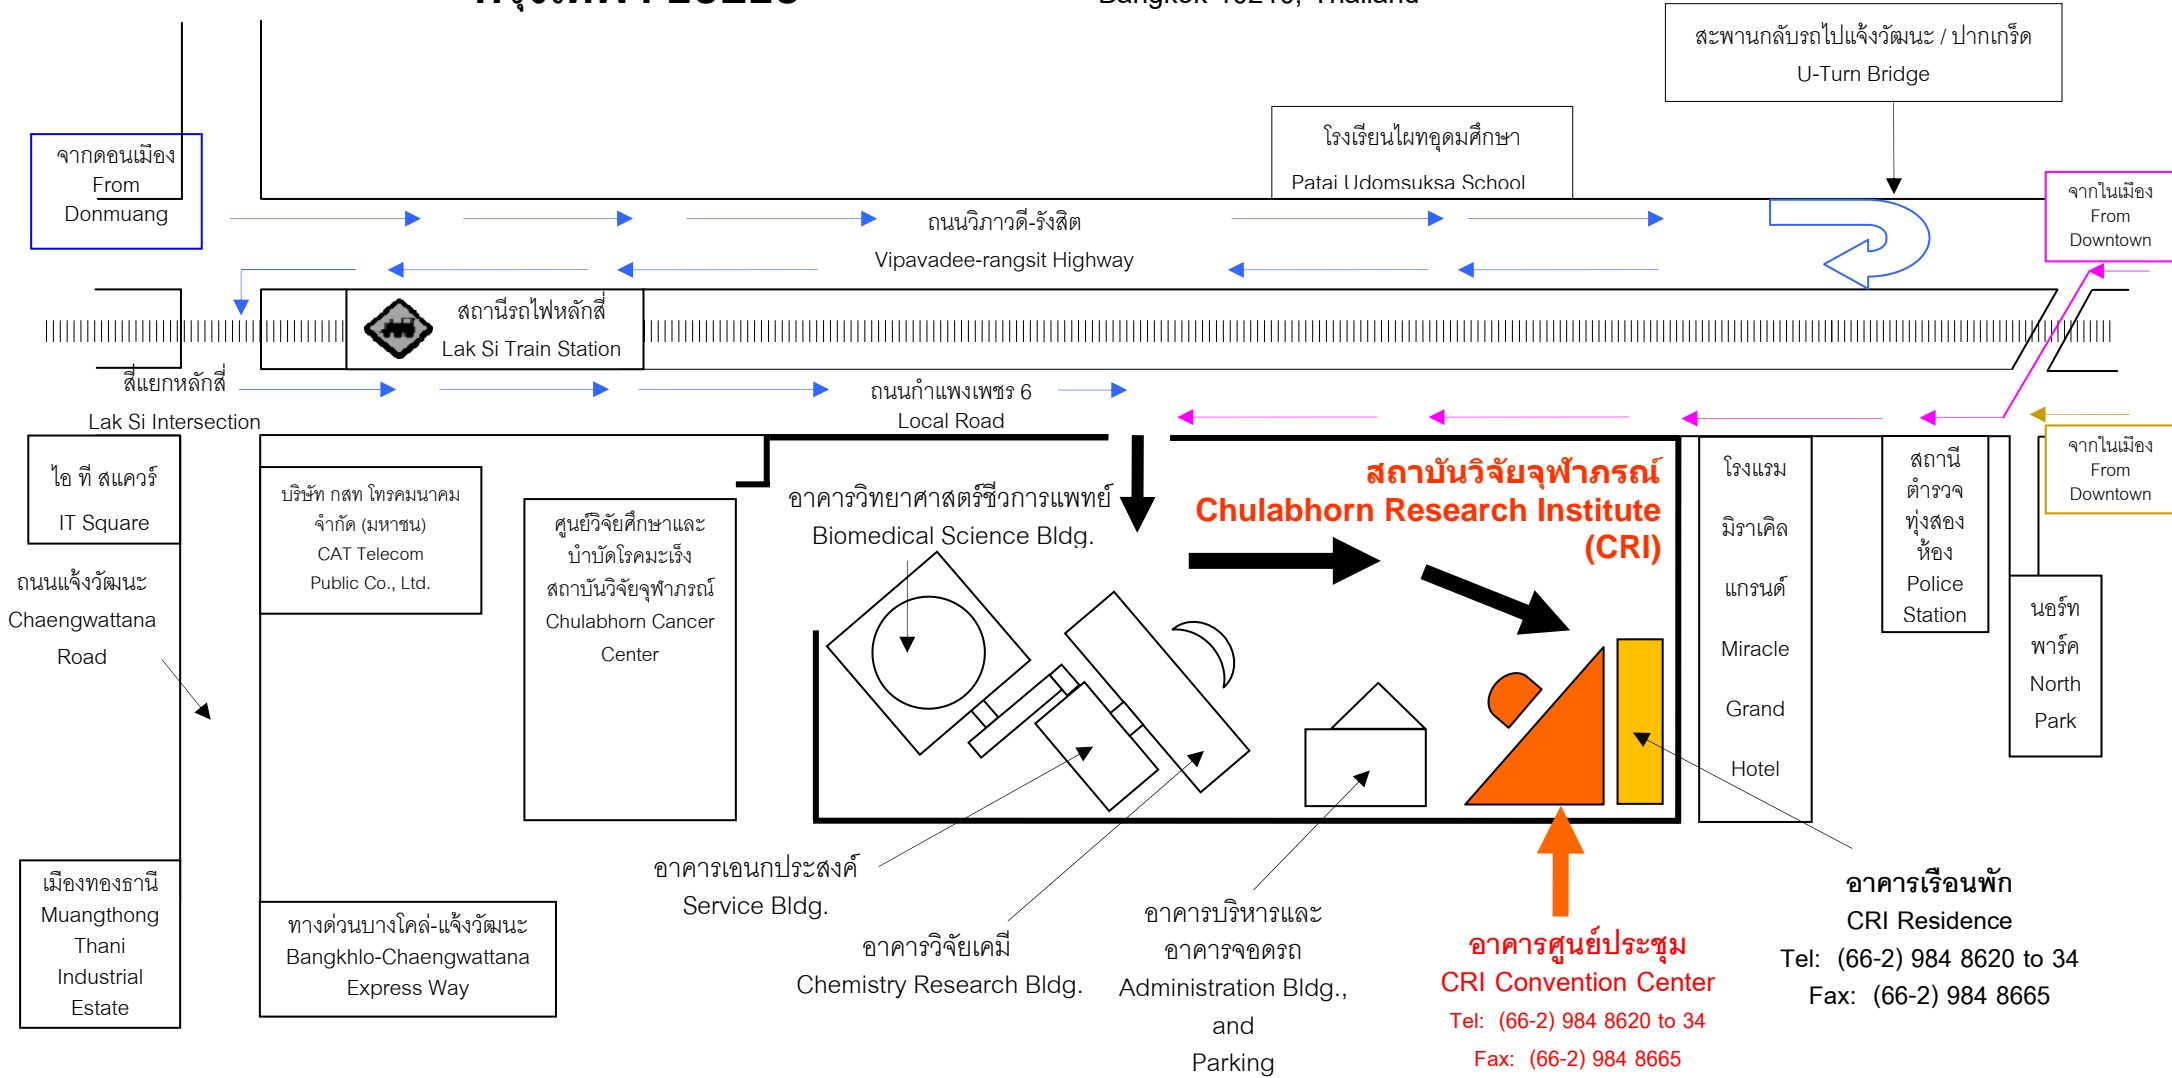 Bangkok 10210, Thailand
สะพานกลับรถไปแจ้งวัฒนะ / ปากเกร็ด
U-Turn Bridge
โรงเรียนไผทอุดมศึกษา
Patai Udomsuksa School
จากดอนเมือง
From
Donmuang
จากในเมือง
From
Downtown
ถนนวิภาวดี-รังสิต
Vipavadee-rangsit Highway
สถานีรถไฟหลักสี่
Lak Si Train Station
สี่แยกหลักสี่
Lak Si Intersection
ถนนกำแพงเพชร 6
Local Road
จากในเมือง
From
Downtown
ไอ ที สแควร์
IT Square
บริษัท กสท โทรคมนาคม
จำกัด (มหาชน)
CAT Telecom
Public Co., Ltd.
ศูนย์วิจัยศึกษาและ
บำบัดโรคมะเร็ง
สถาบันวิจัยจุฬาภรณ์
Chulabhorn Cancer
Center
อาคารวิทยาศาสตร์ชีวการแพทย์
Biomedical Science Bldg.
สถาบันวิจัยจุฬาภรณ์
Chulabhorn Research Institute
(CRI)
โรงแรม
มิราเคิล
แกรนด์
Miracle
Grand
Hotel
สถานี
ตำรวจ
ทุ่งสอง
ห้อง
Police
Station
นอร์ท
พาร์ค
North
Park
ถนนแจ้งวัฒนะ
Chaengwattana
Road
เมืองทองธานี
Muangthong
Thani
Industrial
Estate
ทางด่วนบางโคล่-แจ้งวัฒนะ
Bangkhlo-Chaengwattana
Express Way
อาคารเอนกประสงค์
Service Bldg.
อาคารวิจัยเคมี
Chemistry Research Bldg.
อาคารบริหารและ
อาคารจอดรถ
Administration Bldg.,
and
Parking
อาคารศูนย์ประชุม
CRI Convention Center
Tel: (66-2) 984 8620 to 34
Fax: (66-2) 984 8665
อาคารเรือนพัก
CRI Residence
Tel: (66-2) 984 8620 to 34
Fax: (66-2) 984 8665